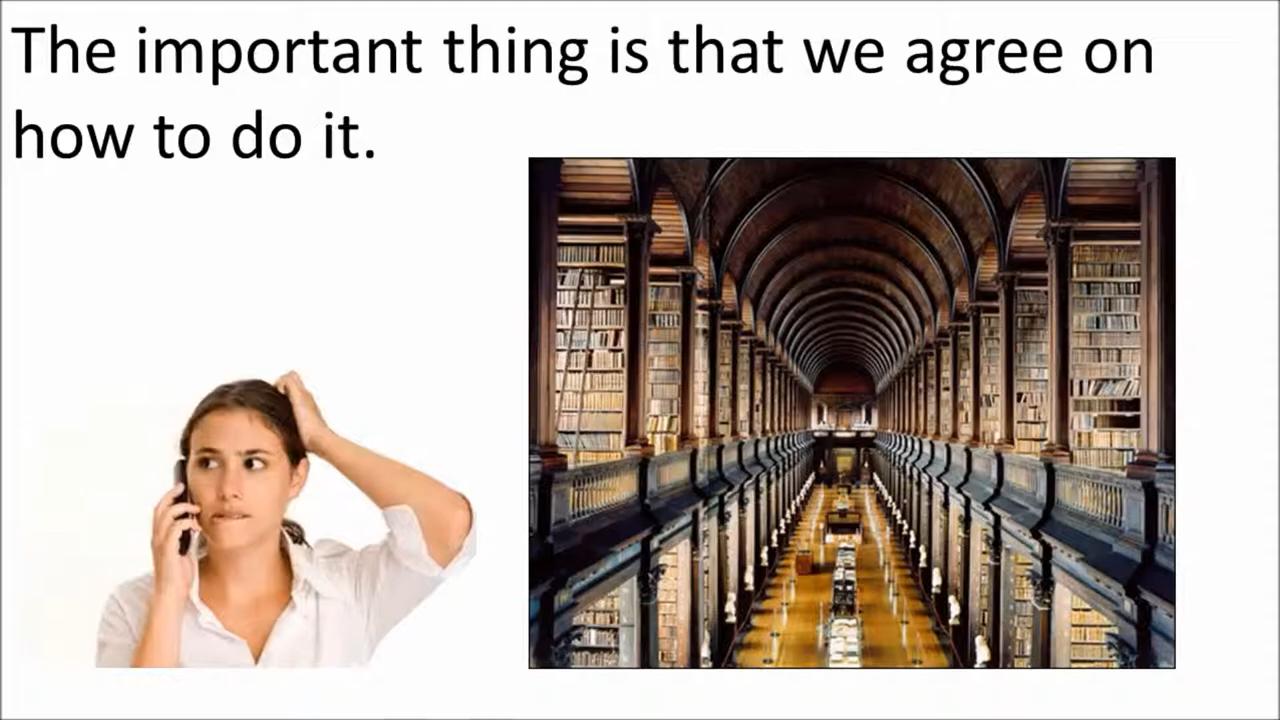 The important thing is that we agree on
how to do it.